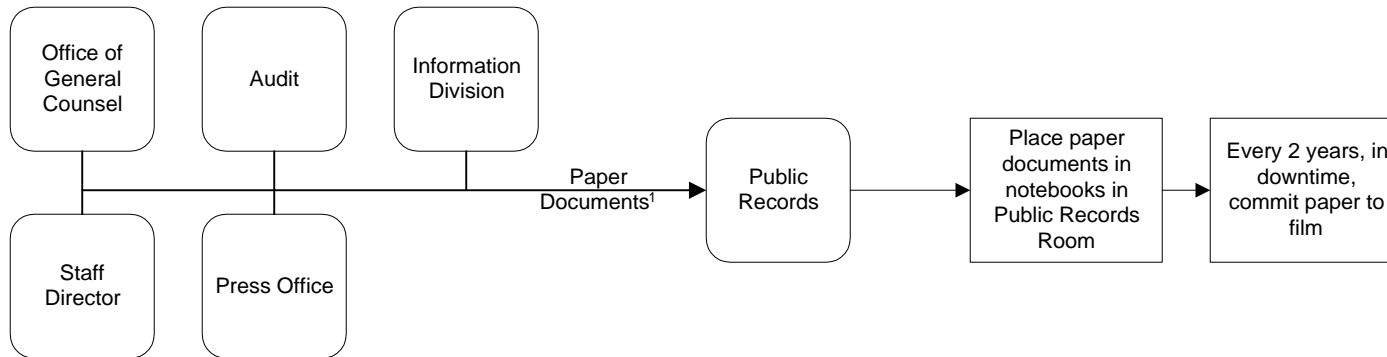 Office of
General
Counsel
Audit
Information
Division
Staff
Director
Press Office
Paper
Documents¹
Public
Records
Place paper
documents in
notebooks in
Public Records
Room
Every 2 years, in
downtime,
commit paper to
film